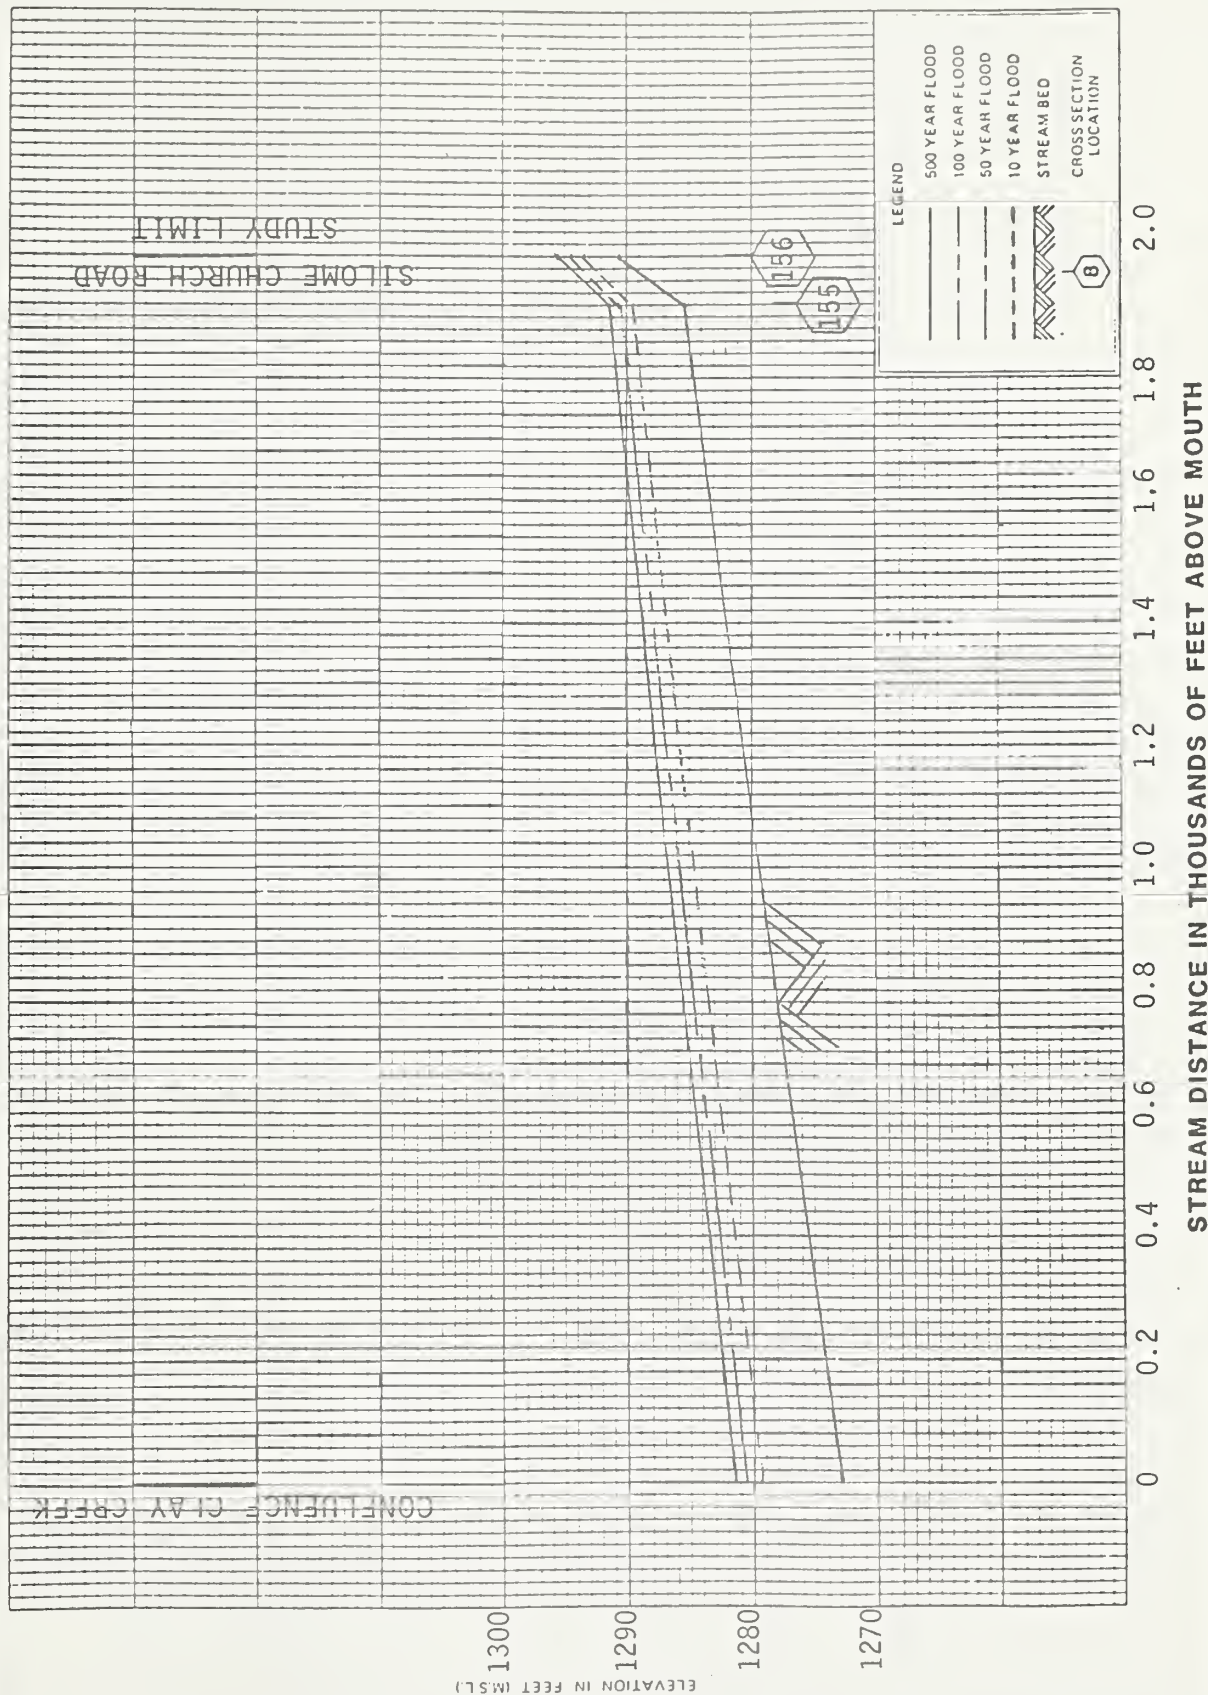 CONFLUENCE CLAY CREEK
SILOME CHURCH ROAD
STUDY LIMIT
156
155
LEGEND
500 YEAR FLOOD
100 YEAR FLOOD
50 YEAR FLOOD
10 YEAR FLOOD
STREAM BED
CROSS SECTION
LOCATION
8
ELEVATION IN FEET (M.S.L.)
1300
1290
1280
1270
0
0.2
0.4
0.6
0.8
1.0
1.2
1.4
1.6
1.8
2.0
STREAM DISTANCE IN THOUSANDS OF FEET ABOVE MOUTH